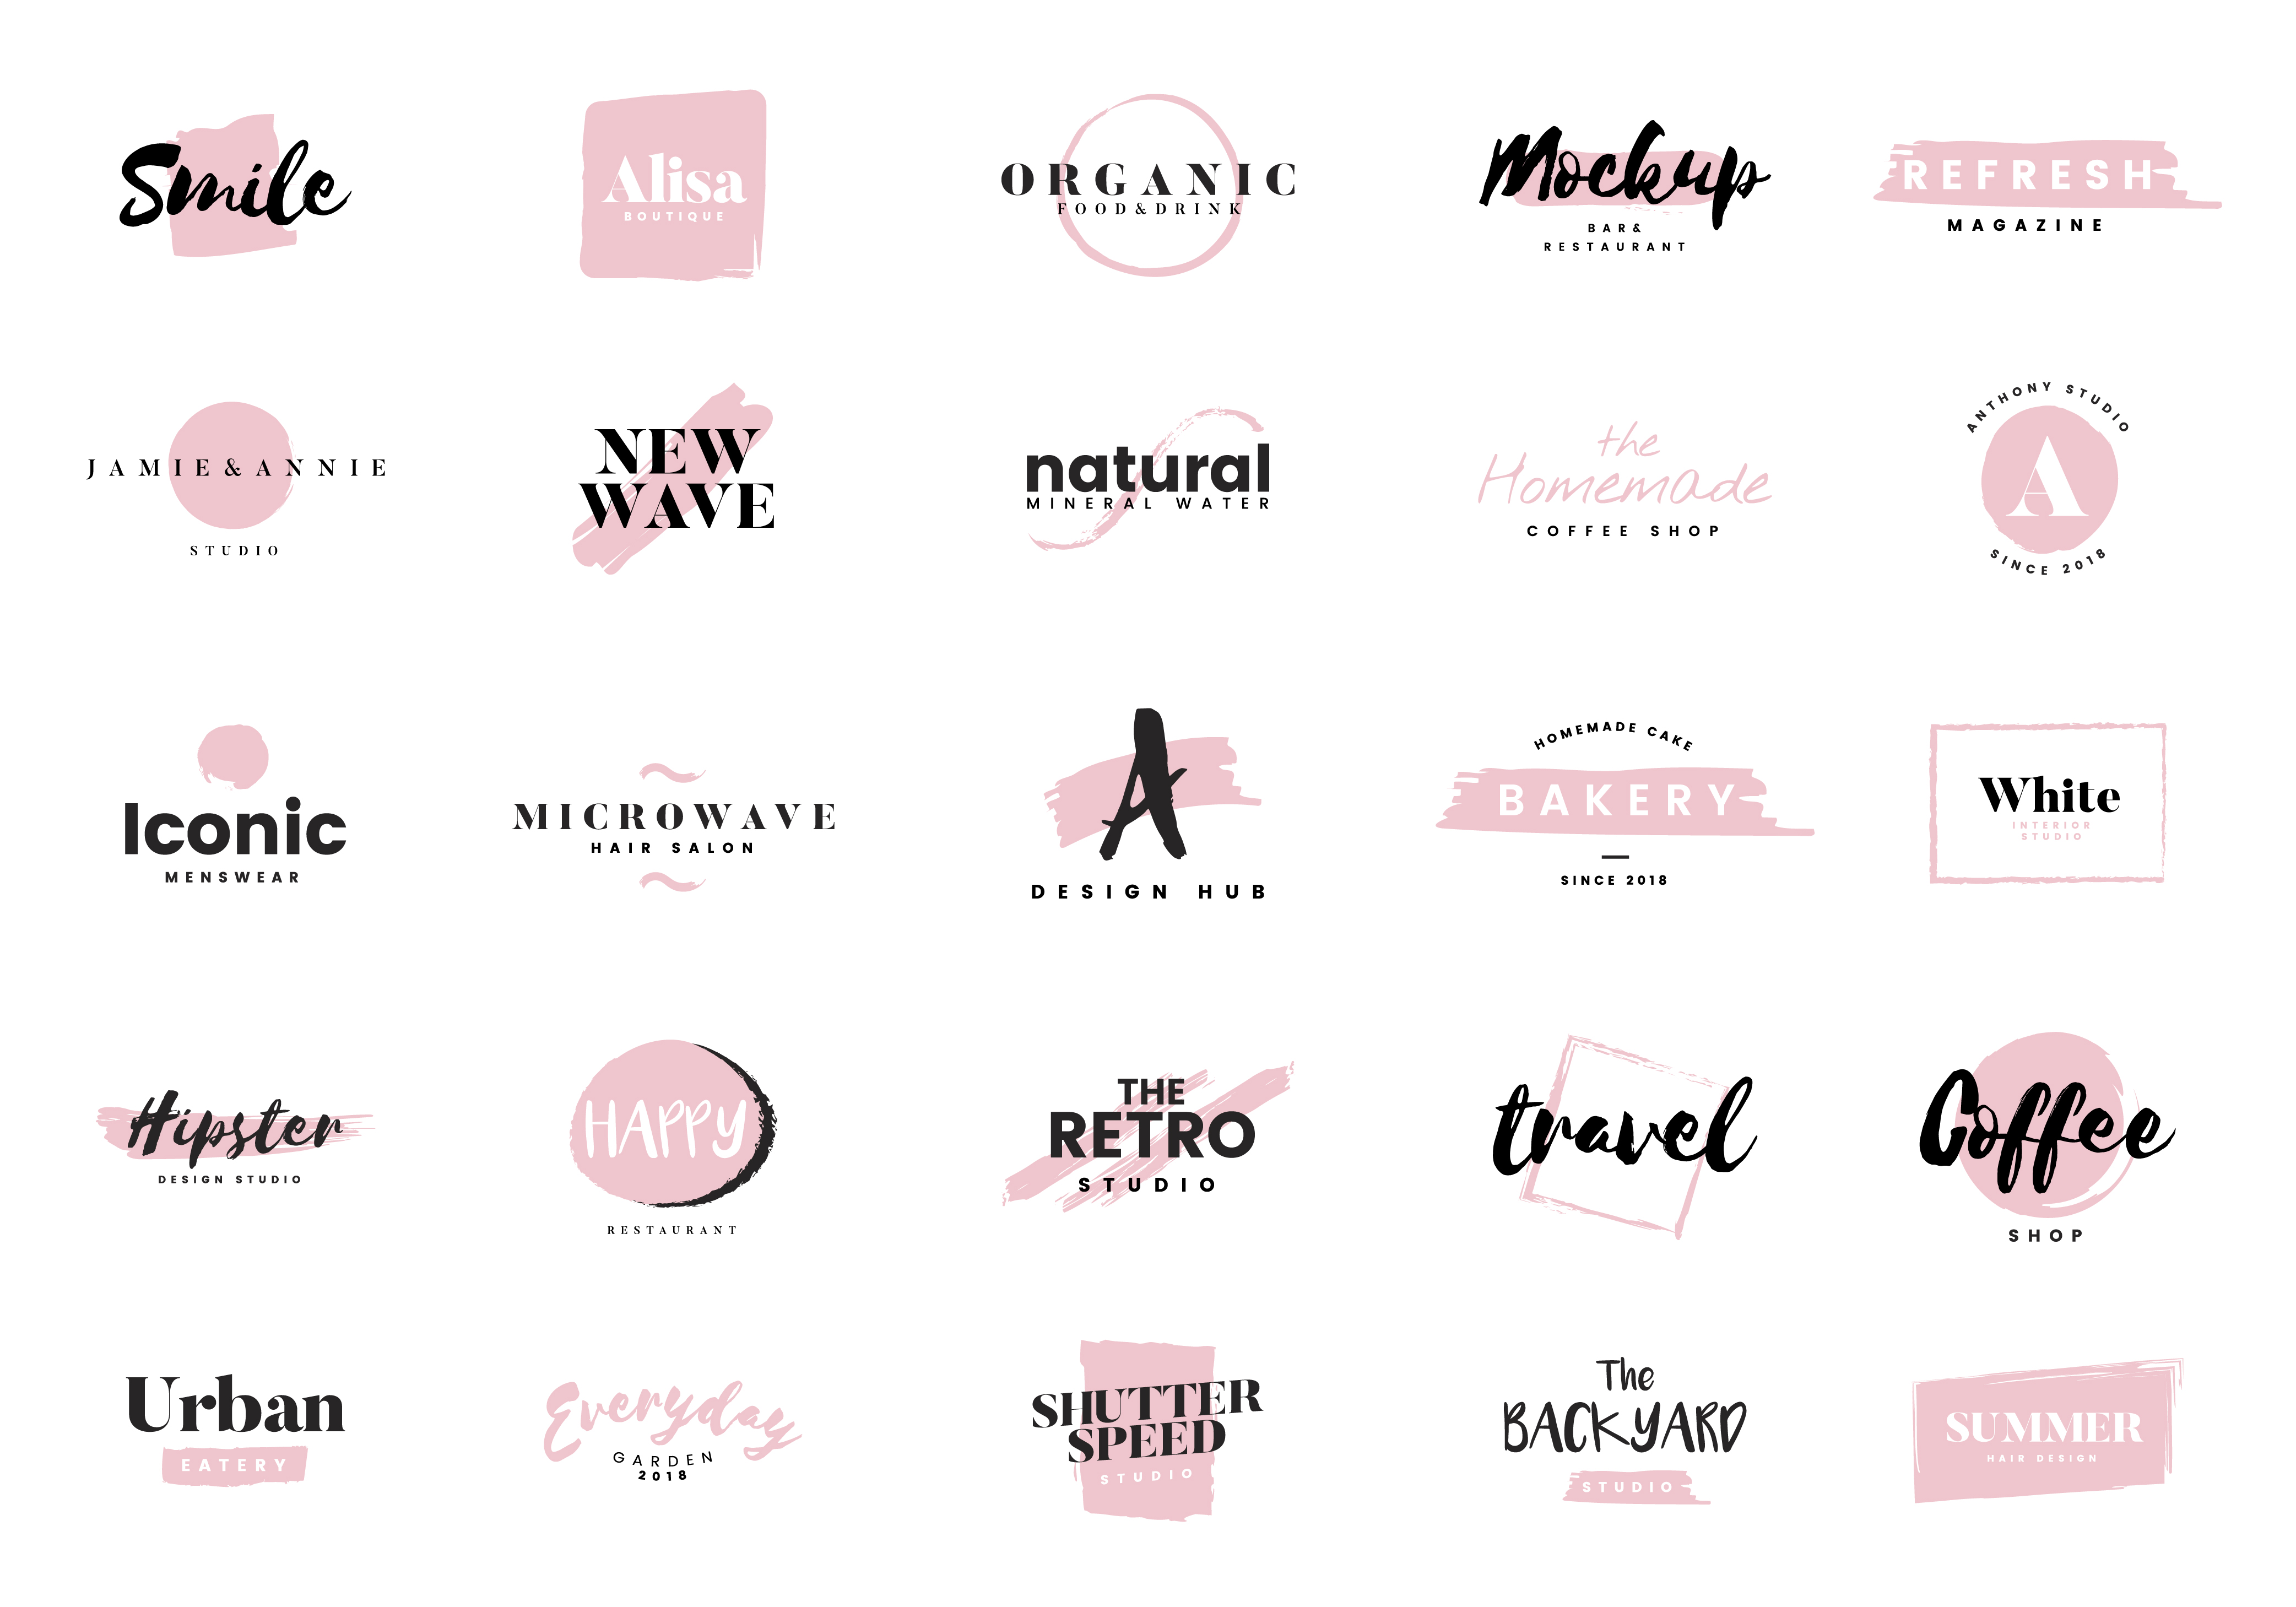 Smile
Alisa
BOUTIQUE
ORGANIC
FOOD&DRINK
Mockup
BAR&
RESTAURANT
REFRESH
MAGAZINE
JAMIE&ANNIE
STUDIO
NEW
WAVE
natural
MINERAL WATER
the
Homemade
COFFEE SHOP
ANTHONY STUDIO
A
SINCE 2018
Iconic
MENSWEAR
MICROWAVE
HAIR SALON
A
DESIGN HUB
HOMEMADE CAKE
BAKERY
SINCE 2018
White
INTERIOR
STUDIO
Hipster
DESIGN STUDIO
HAPPY
RESTAURANT
THE
RETRO
STUDIO
travel
Coffee
SHOP
Urban
EATERY
Everyday
GARDEN
2018
SHUTTER
SPEED
STUDIO
The
BACKYARD
STUDIO
SUMMER
HAIR DESIGN